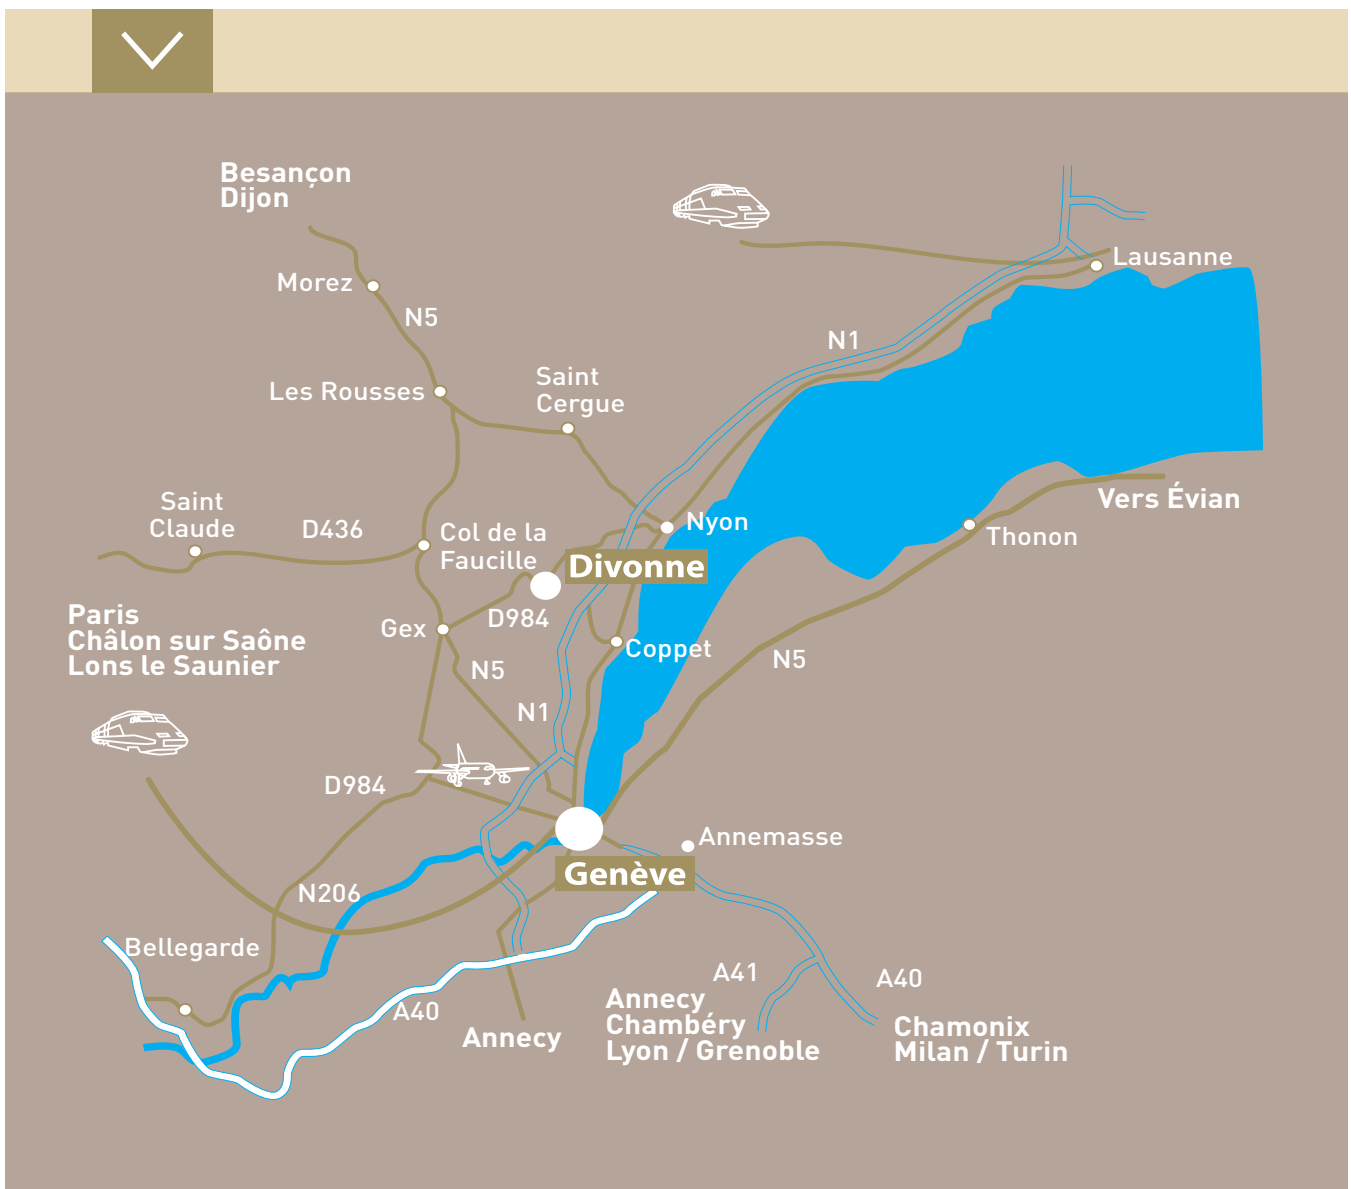 Besançon
Dijon
Lausanne
Morez
N5
N1
Saint
Cergue
Les Rousses
Saint
Claude
D436
Col de la
Faucille
Nyon
Vers Évian
Thonon
Divonne
Paris
Châlon sur Saône
Lons le Saunier
Gex
D984
Coppet
N5
N5
N1
D984
Annemasse
Genève
N206
Bellegarde
A40
Annecy
A41
Annecy
Chambéry
Lyon / Grenoble
A40
Chamonix
Milan / Turin